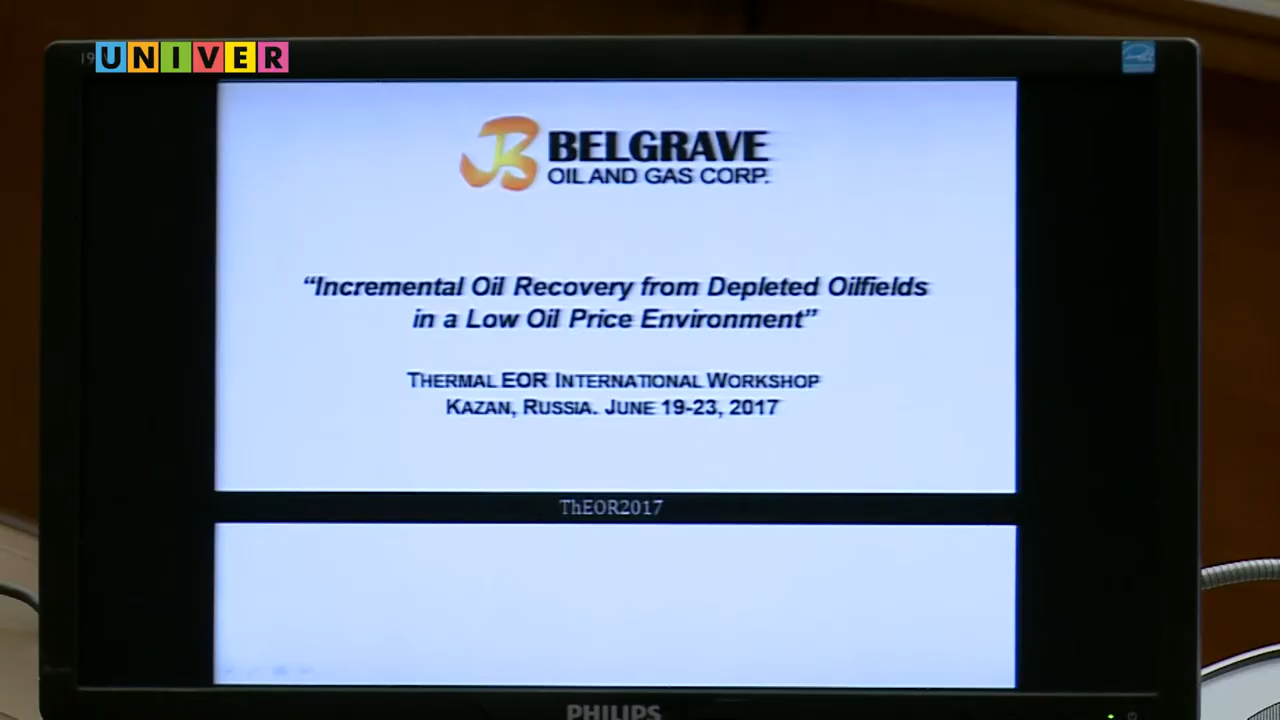 UNIVER
BELGRAVE
OIL AND GAS CORP.
“Incremental Oil Recovery from Depleted Oilfields
in a Low Oil Price Environment”
THERMAL EOR INTERNATIONAL WORKSHOP
KAZAN, RUSSIA. JUNE 19-23, 2017
ThEOR2017
PHILIPS